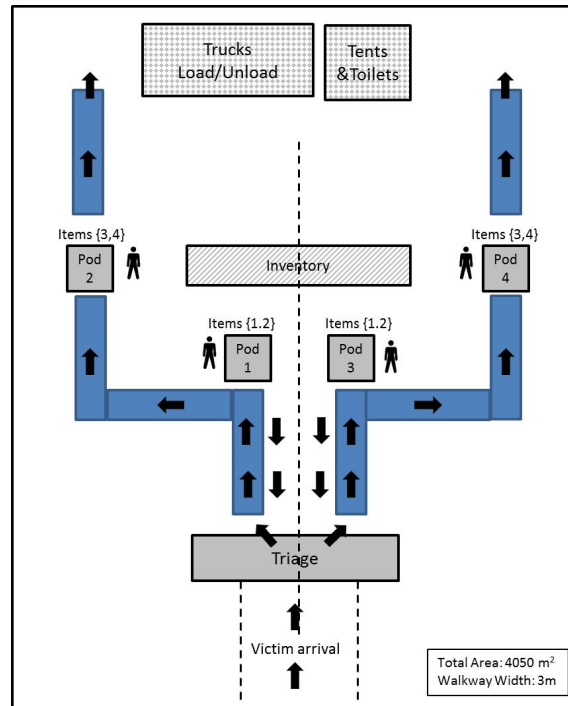 Trucks
Load/Unload
Tents
&Toilets
Items {3,4}
Pod
2
Items {3,4}
Pod
4
Inventory
Items {1.2}
Pod
1
Items {1.2}
Pod
3
Triage
Victim arrival
Total Area: 4050 m²
Walkway Width: 3m